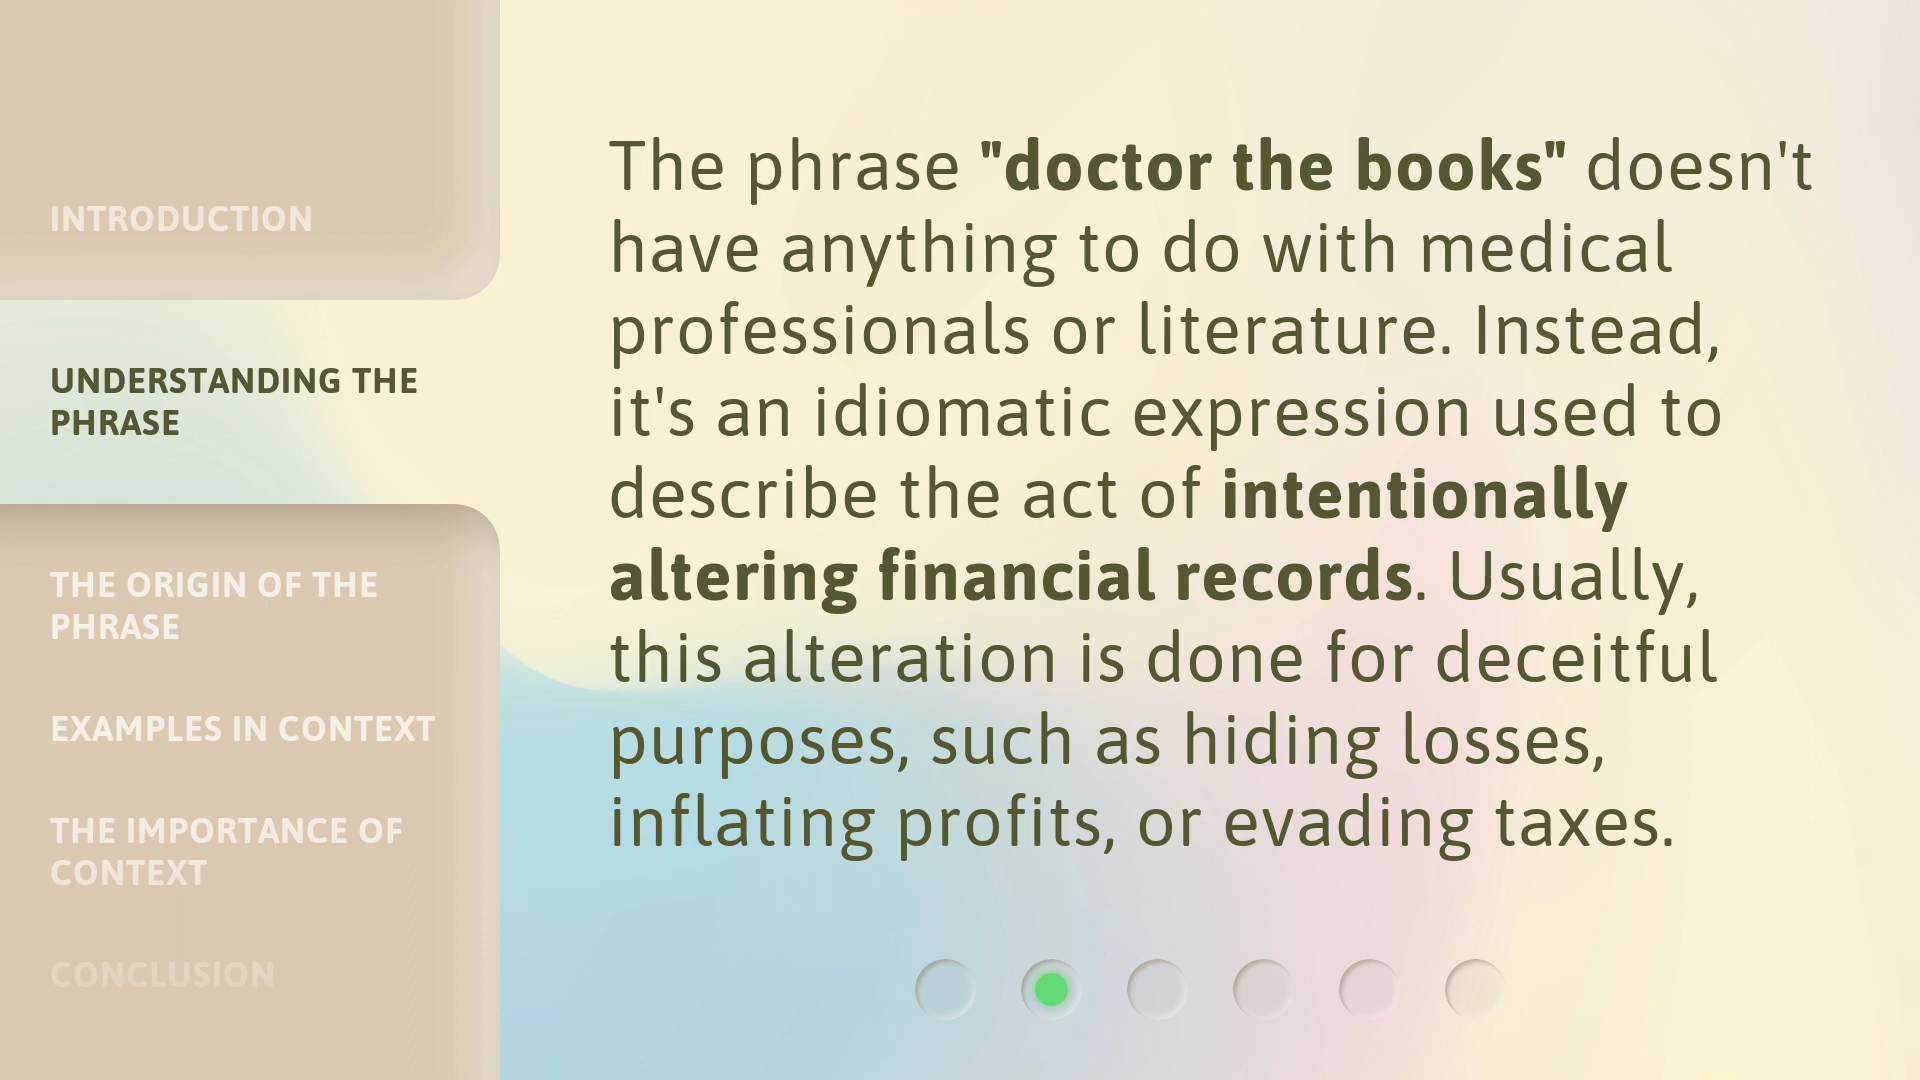 INTRODUCTION
UNDERSTANDING THE
PHRASE
THE ORIGIN OF THE
PHRASE
EXAMPLES IN CONTEXT
THE IMPORTANCE OF
CONTEXT
CONCLUSION
The phrase "doctor the books" doesn't
have anything to do with medical
professionals or literature. Instead,
it's an idiomatic expression used to
describe the act of intentionally
altering financial records. Usually,
this alteration is done for deceitful
purposes, such as hiding losses,
inflating profits, or evading taxes.